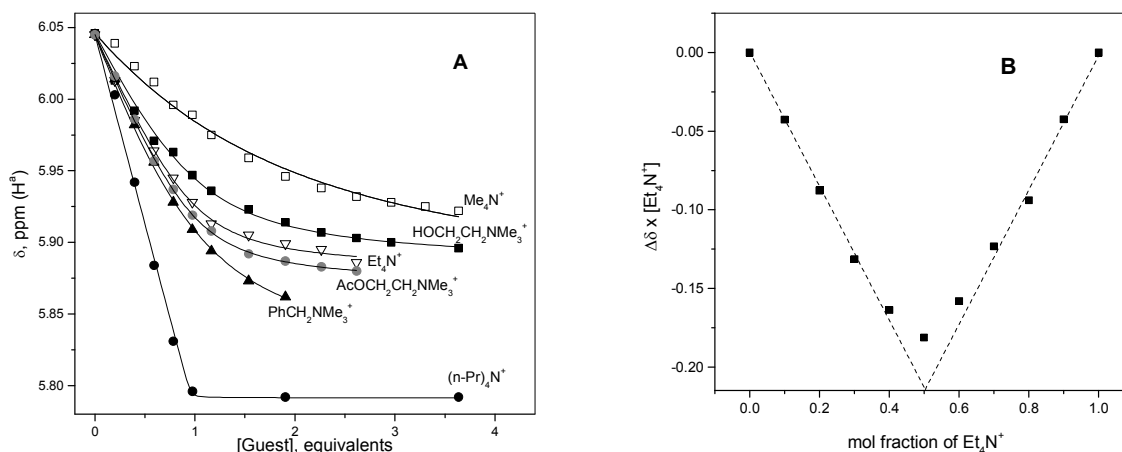 A
6.05
6.00
5.95
5.90
5.85
5.80
δ, ppm (Hᵃ)
Me₄N⁺
HOCH₂CH₂NMe₃⁺
Et₄N⁺
AcOCH₂CH₂NMe₃⁺
PhCH₂NMe₃⁺
(n-Pr)₄N⁺
0 1 2 3 4
[Guest], equivalents
B
0.00
-0.05
-0.10
-0.15
-0.20
Δδ x [Et₄N⁺]
0.0 0.2 0.4 0.6 0.8 1.0
mol fraction of Et₄N⁺